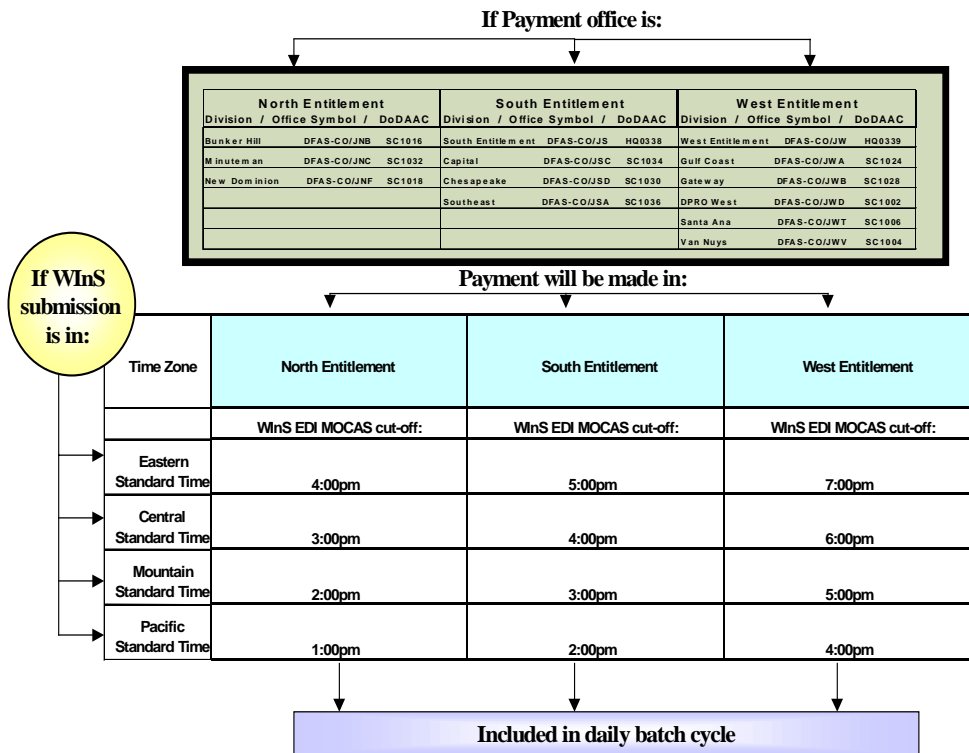 If Payment office is:
North Entitlement South Entitlement West Entitlement
Division / Office Symbol / DoDAAC Division / Office Symbol / DoDAAC Division / Office Symbol / DoDAAC
Bunker Hill DFAS-CO/JNB SC1016 South Entitlement DFAS-CO/JS HQ0338 West Entitlement DFAS-CO/JW HQ0339
Minuteman DFAS-CO/JNC SC1032 Capital DFAS-CO/JSC SC1034 Gulf Coast DFAS-CO/JWA SC1024
New Dominion DFAS-CO/JNF SC1018 Chesapeake DFAS-CO/JSD SC1030 Gateway DFAS-CO/JWB SC1028
Southeast DFAS-CO/JSA SC1036 DPRO West DFAS-CO/JWD SC1002
Santa Ana DFAS-CO/JWT SC1006
Van Nuys DFAS-CO/JWV SC1004
If WInS
submission
is in:
Payment will be made in:
Time Zone North Entitlement South Entitlement West Entitlement
WInS EDI MOCAS cut-off: WInS EDI MOCAS cut-off: WInS EDI MOCAS cut-off:
Eastern
Standard Time 4:00pm 5:00pm 7:00pm
Central
Standard Time 3:00pm 4:00pm 6:00pm
Mountain
Standard Time 2:00pm 3:00pm 5:00pm
Pacific
Standard Time 1:00pm 2:00pm 4:00pm
Included in daily batch cycle